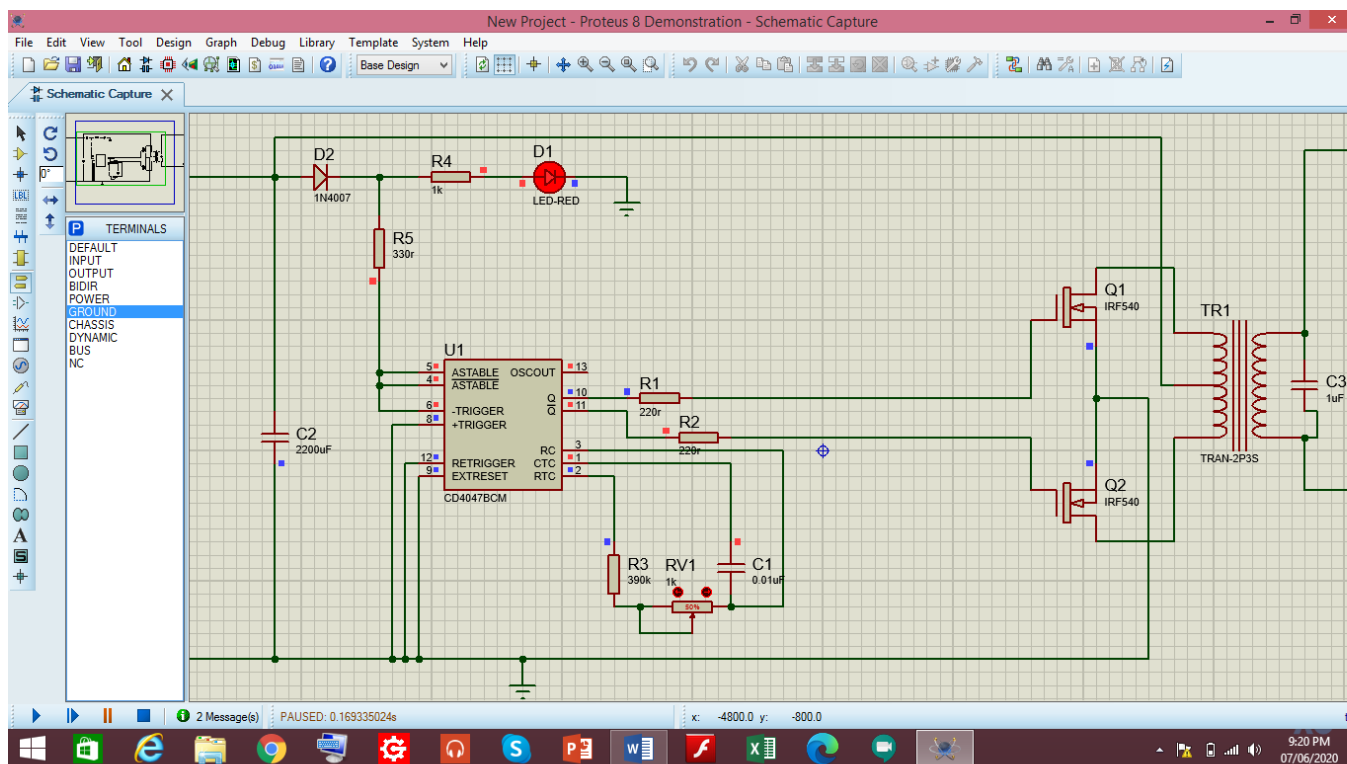 New Project - Proteus 8 Demonstration - Schematic Capture
File Edit View Tool Design Graph Debug Library Template System Help
Base Design
Schematic Capture
0°
LBL
P TERMINALS
DEFAULT
INPUT
OUTPUT
BIDIR
POWER
GROUND
CHASSIS
DYNAMIC
BUS
NC
A
S
D2
1N4007
R4
1k
D1
LED-RED
R5
330r
U1
5 ASTABLE OSCOUT 13
4 ASTABLE
Q 10
6 -TRIGGER Q 11
8 +TRIGGER
RC 3
12 RETRIGGER CTC 1
9 EXTRESET RTC 2
CD4047BCM
C2
2200uF
R1
220r
R2
220r
R3
390k
RV1
1k
80%
C1
0.01uF
Q1
IRF540
Q2
IRF540
TR1
TRAN-2P3S
C3
1uF
2 Message(s) PAUSED: 0.169335024s x: -4800.0 y: -800.0
9:20 PM
07/06/2020